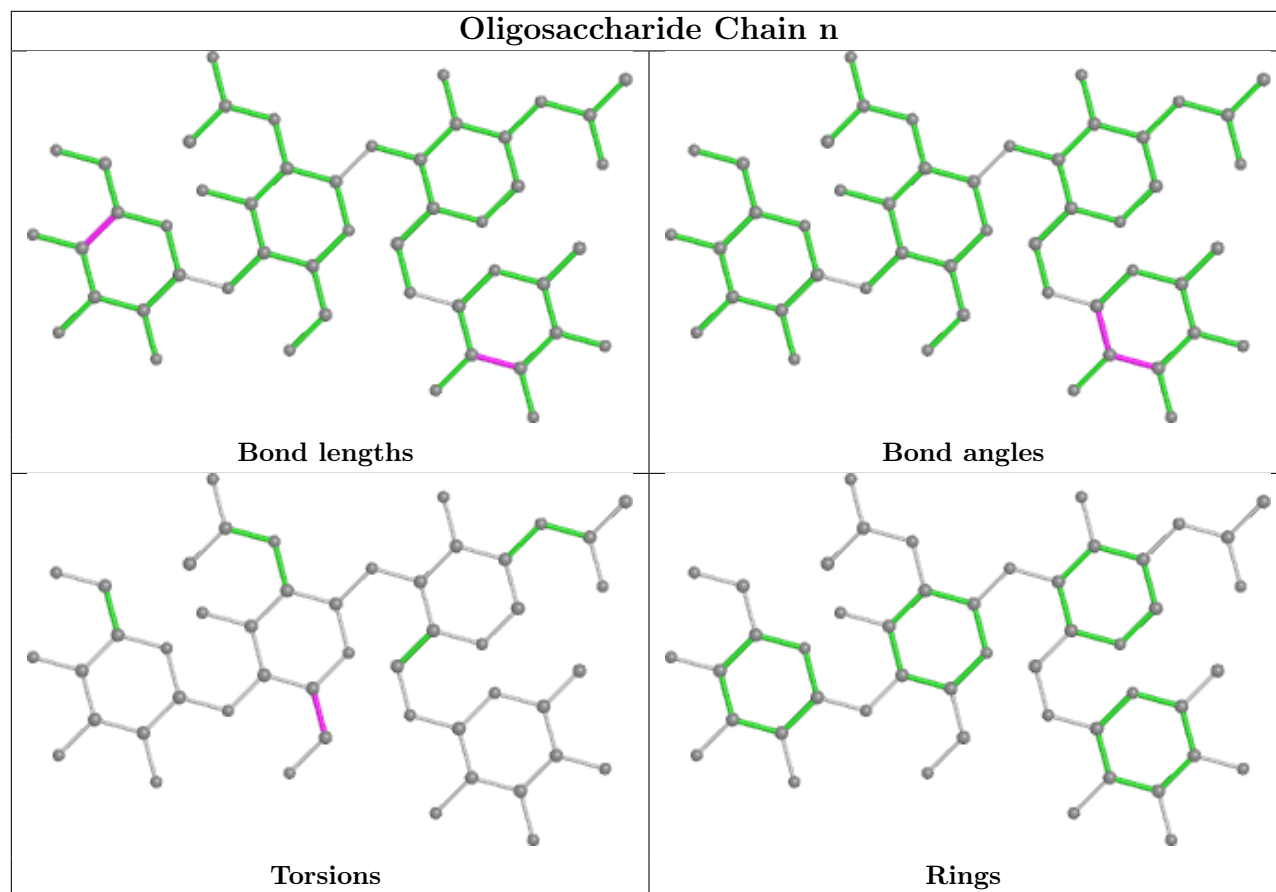 Oligosaccharide Chain n
Bond lengths
Bond angles
Torsions
Rings